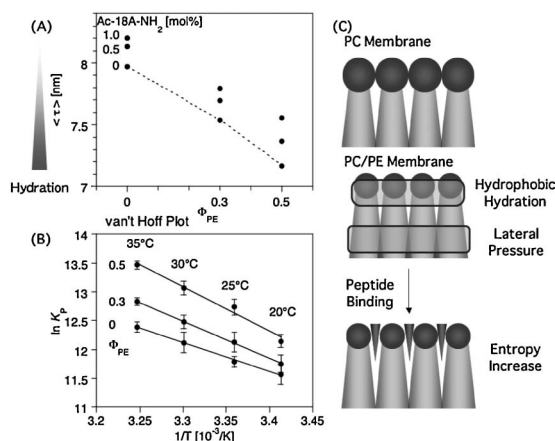 (A)
Ac-18A-NH2 [mol%]
1.0
0.5
0
8
7.5
7
<τ> [nm]
Hydration
0
0.3
0.5
ΦPE
van't Hoff Plot
(B)
35°C
30°C
25°C
20°C
13.5
13
12.5
12
11.5
ln KP
0.5
0.3
0
ΦPE
3.2
3.25
3.3
3.35
3.4
3.45
1/T [10-3/K]
(C)
PC Membrane
PC/PE Membrane
Hydrophobic
Hydration
Lateral
Pressure
Peptide
Binding
Entropy
Increase